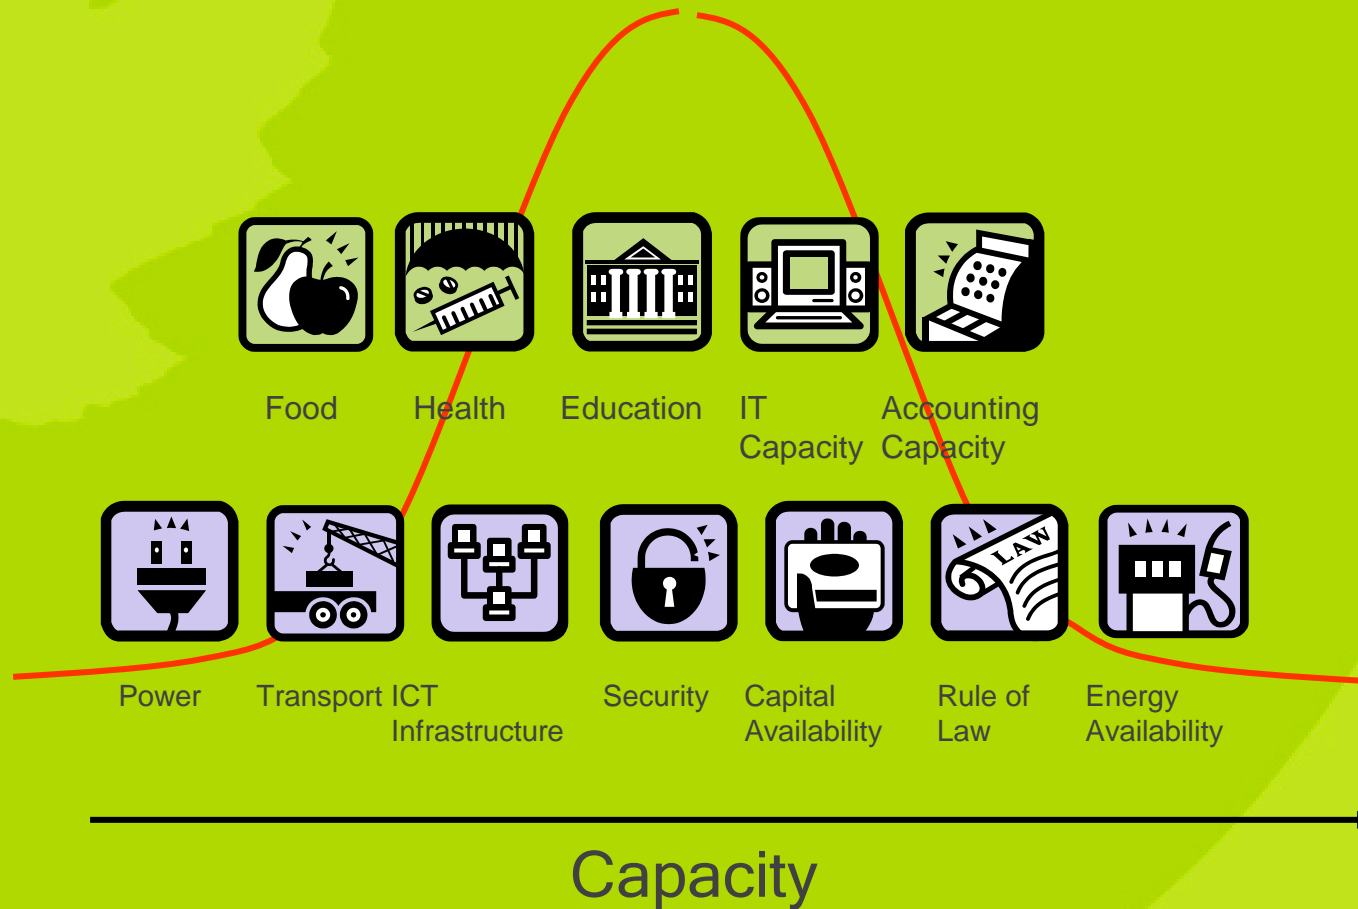 LAW
Food Health Education IT Accounting
Capacity Capacity
Power Transport ICT Security Capital Rule of Energy
Infrastructure Availability Law Availability
Capacity